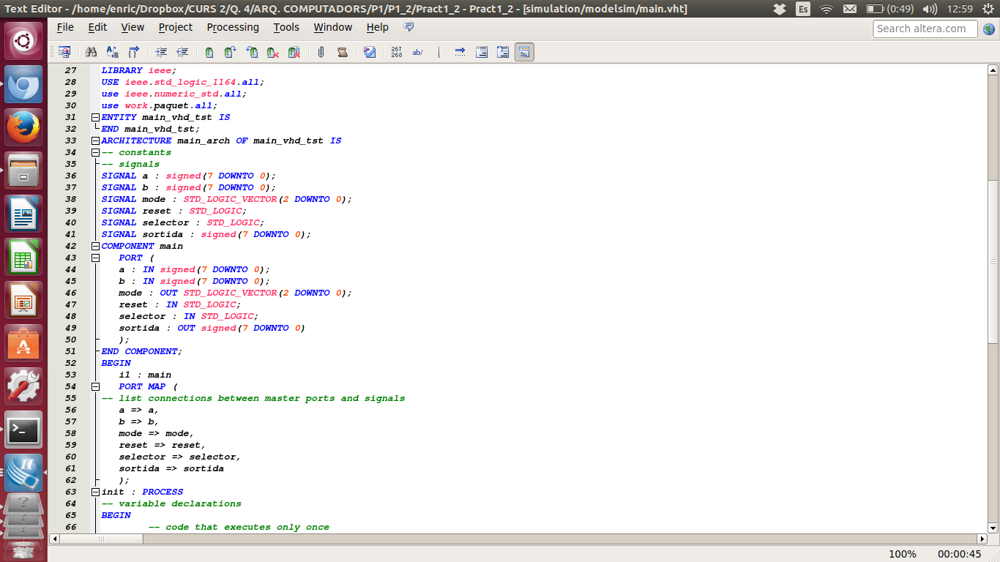 Text Editor - /home/enric/Dropbox/CURS 2/Q. 4/ARQ. COMPUTADORS/P1/P1_2/Pract1_2 - Pract1_2 - [simulation/modelsim/main.vht]
Es
(0:49)
12:59
File Edit View Project Processing Tools Window Help
Search altera.com
267
268
ab/
27 LIBRARY ieee;
28 USE ieee.std_logic_1164.all;
29 use ieee.numeric_std.all;
30 use work.paquet.all;
31 ENTITY main_vhd_tst IS
32 END main_vhd_tst;
33 ARCHITECTURE main_arch OF main_vhd_tst IS
34 -- constants
35 -- signals
36 SIGNAL a : signed(7 DOWNTO 0);
37 SIGNAL b : signed(7 DOWNTO 0);
38 SIGNAL mode : STD_LOGIC_VECTOR(2 DOWNTO 0);
39 SIGNAL reset : STD_LOGIC;
40 SIGNAL selector : STD_LOGIC;
41 SIGNAL sortida : signed(7 DOWNTO 0);
42 COMPONENT main
43 PORT (
44 a : IN signed(7 DOWNTO 0);
45 b : IN signed(7 DOWNTO 0);
46 mode : OUT STD_LOGIC_VECTOR(2 DOWNTO 0);
47 reset : IN STD_LOGIC;
48 selector : IN STD_LOGIC;
49 sortida : OUT signed(7 DOWNTO 0)
50 );
51 END COMPONENT;
52 BEGIN
53 i1 : main
54 PORT MAP (
55 -- list connections between master ports and signals
56 a => a,
57 b => b,
58 mode => mode,
59 reset => reset,
60 selector => selector,
61 sortida => sortida
62 );
63 init : PROCESS
64 -- variable declarations
65 BEGIN
66 -- code that executes only once
100% 00:00:45